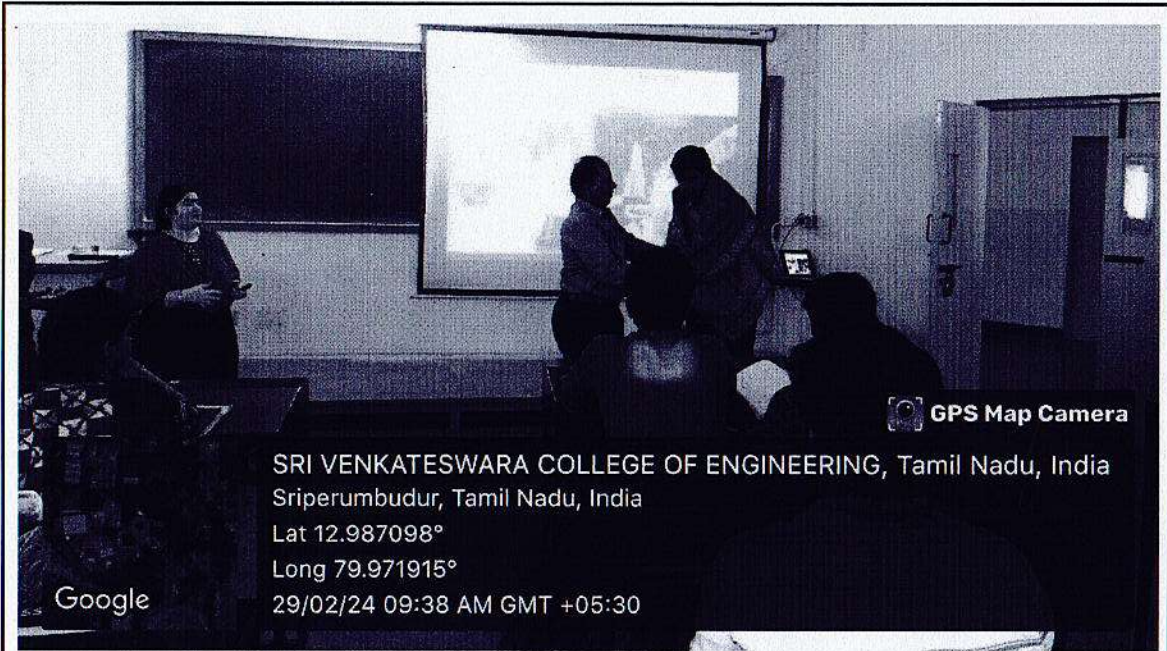 GPS Map Camera
SRI VENKATESWARA COLLEGE OF ENGINEERING, Tamil Nadu, India
Sriperumbudur, Tamil Nadu, India
Lat 12.987098°
Long 79.971915°
29/02/24 09:38 AM GMT +05:30
Google